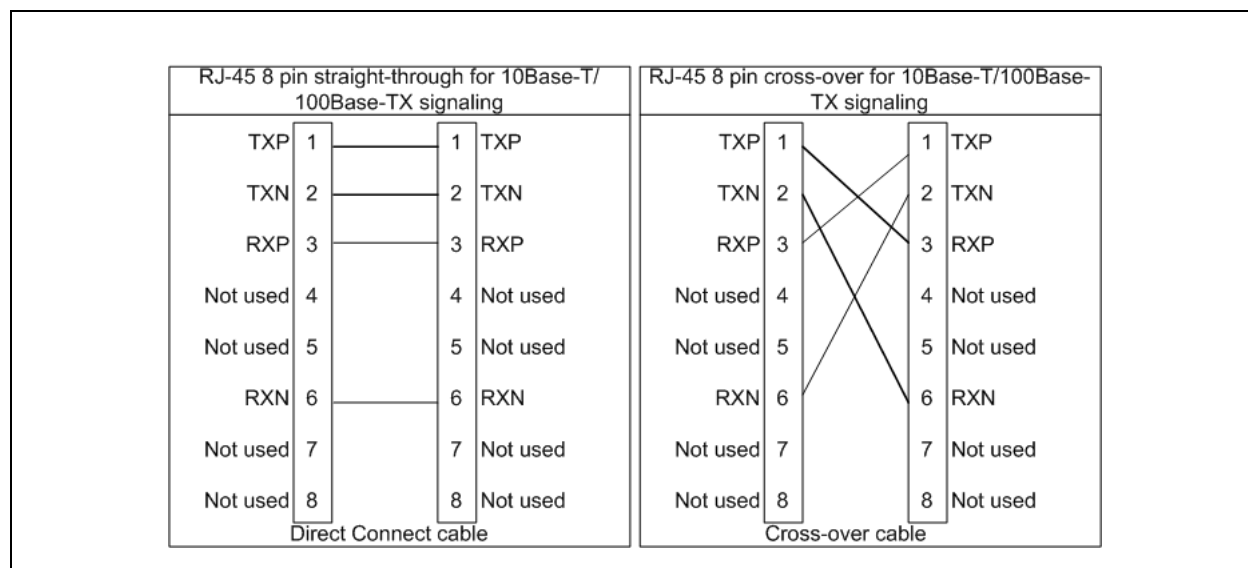 RJ-45 8 pin straight-through for 10Base-T/
100Base-TX signaling
TXP 1 1 TXP
TXN 2 2 TXN
RXP 3 3 RXP
Not used 4 4 Not used
Not used 5 5 Not used
RXN 6 6 RXN
Not used 7 7 Not used
Not used 8 8 Not used
Direct Connect cable
RJ-45 8 pin cross-over for 10Base-T/100Base-
TX signaling
TXP 1 1 TXP
TXN 2 2 TXN
RXP 3 3 RXP
Not used 4 4 Not used
Not used 5 5 Not used
RXN 6 6 RXN
Not used 7 7 Not used
Not used 8 8 Not used
Cross-over cable